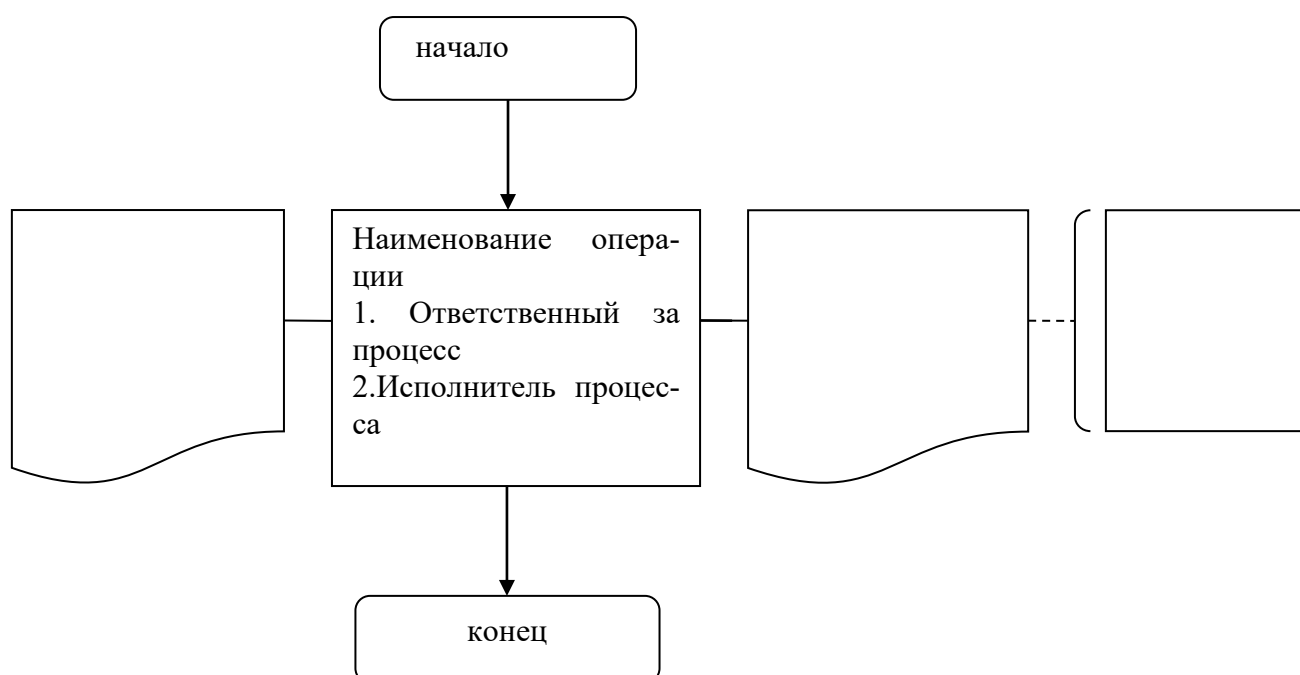 начало
Наименование опера-
ции
1. Ответственный за
процесс
2.Исполнитель процес-
са
конец